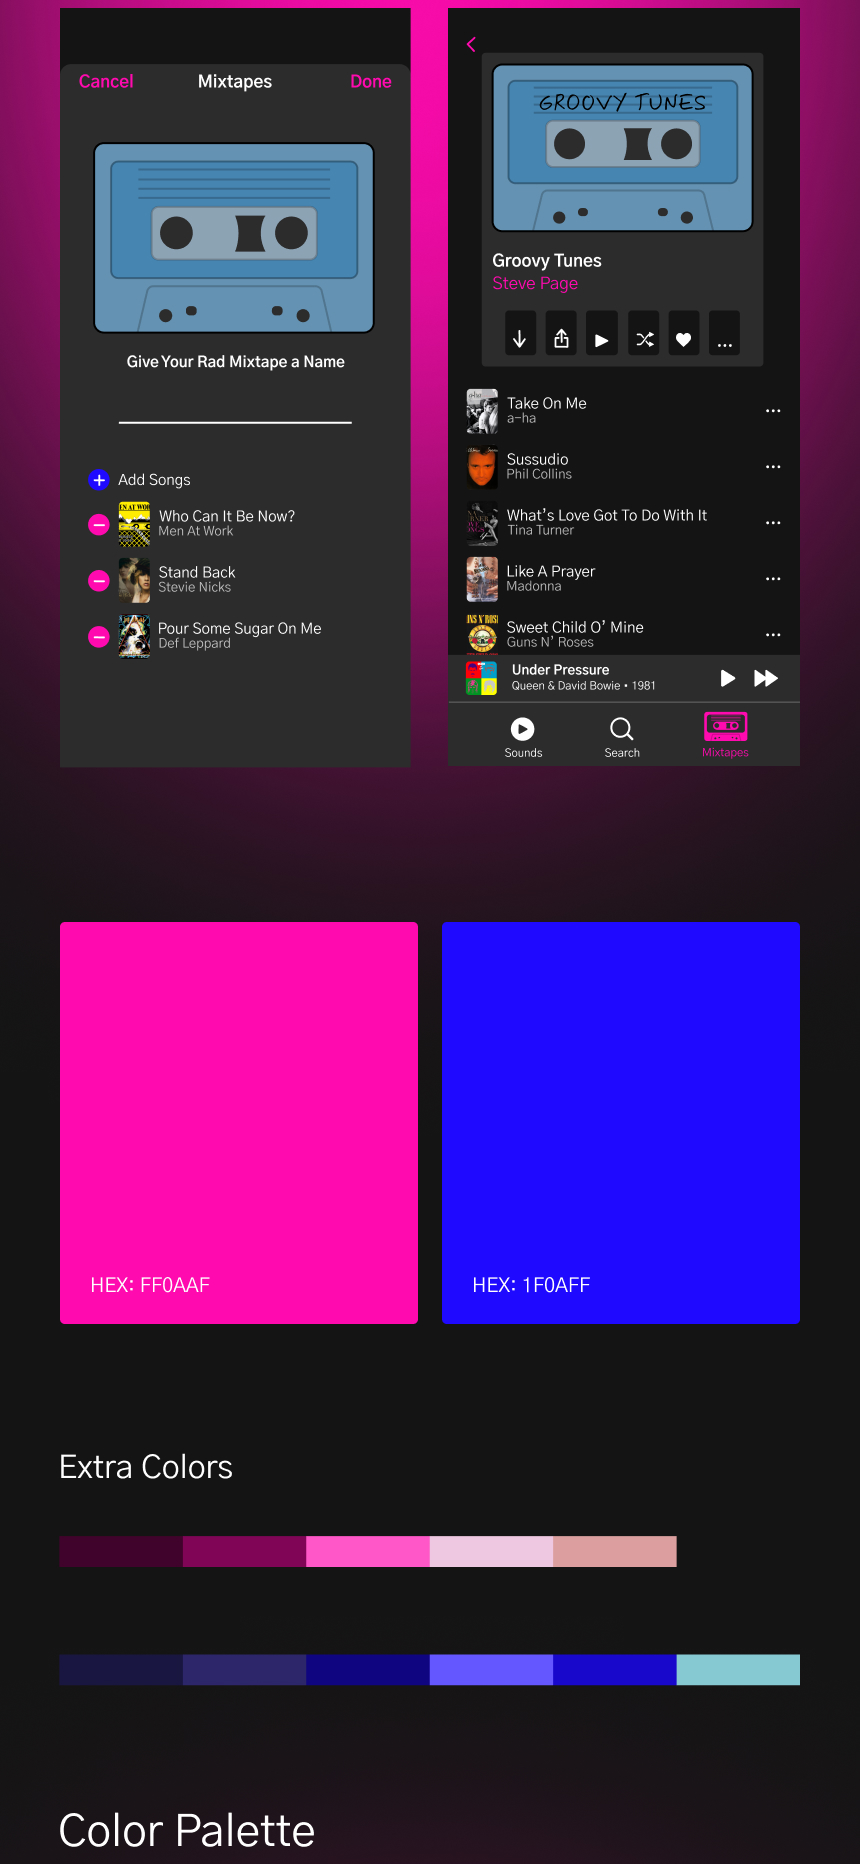 Cancel
Mixtapes
Done
Give Your Rad Mixtape a Name
Add Songs
Who Can It Be Now?
Men At Work
Stand Back
Stevie Nicks
Pour Some Sugar On Me
Def Leppard
GROOVY TUNES
Groovy Tunes
Steve Page
Take On Me
a-ha
Sussudio
Phil Collins
What's Love Got To Do With It
Tina Turner
Like A Prayer
Madonna
Sweet Child O' Mine
Guns N' Roses
Under Pressure
Queen & David Bowie • 1981
Sounds
Search
Mixtapes
HEX: FF0AAF
HEX: 1F0AFF
Extra Colors
Color Palette